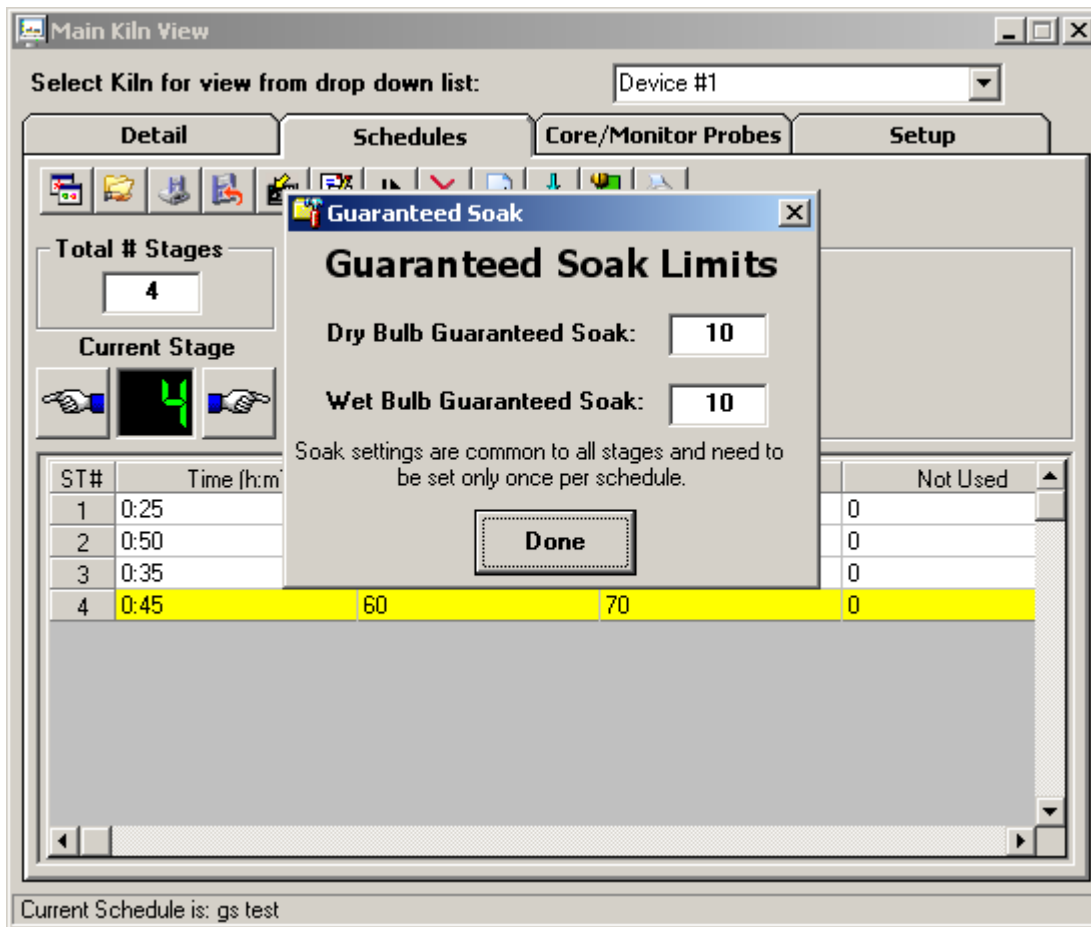 Main Kiln View
Select Kiln for view from drop down list: Device #1
Detail Schedules Core/Monitor Probes Setup
Guaranteed Soak
Total # Stages
4
Guaranteed Soak Limits
Dry Bulb Guaranteed Soak: 10
Current Stage
4
Wet Bulb Guaranteed Soak: 10
Soak settings are common to all stages and need to
be set only once per schedule.
Done
ST# Time (h:m Not Used
1 0:25 0
2 0:50 0
3 0:35 0
4 0:45 60 70 0
Current Schedule is: gs test